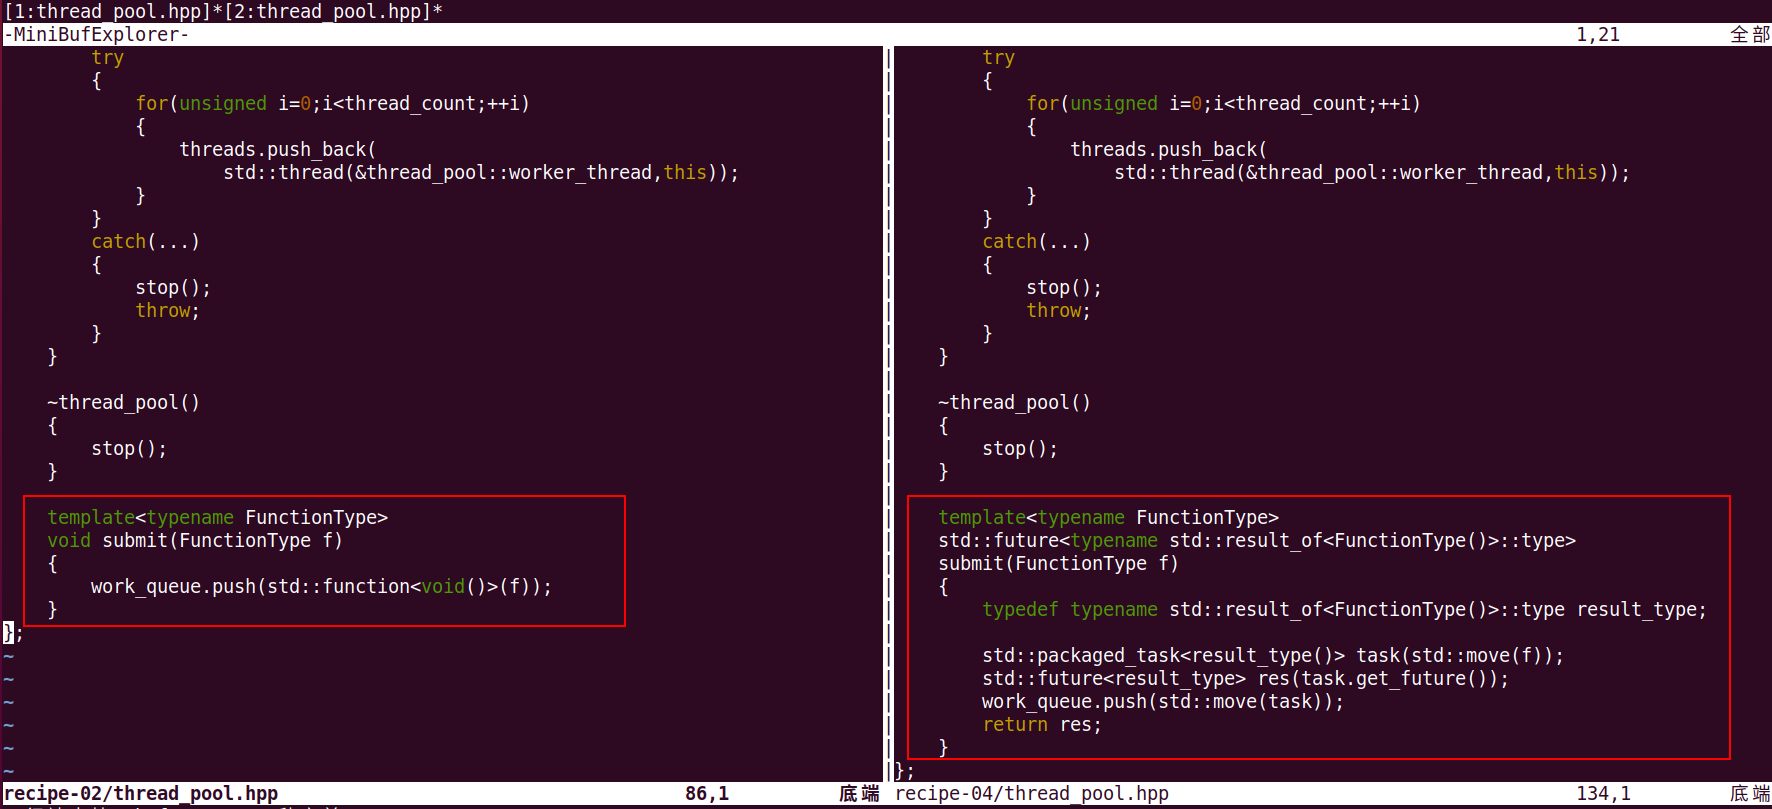 [1:thread_pool.hpp]*[2:thread_pool.hpp]*
-MiniBufExplorer- 1,21 全部
        try
        {
            for(unsigned i=0;i<thread_count;++i)
            {
                threads.push_back(
                    std::thread(&thread_pool::worker_thread,this));
            }
        }
        catch(...)
        {
            stop();
            throw;
        }
    }

    ~thread_pool()
    {
        stop();
    }

    template<typename FunctionType>
    void submit(FunctionType f)
    {
        work_queue.push(std::function<void()>(f));
    }
};
~
~
~
~
~
~
recipe-02/thread_pool.hpp 86,1 底端
        try
        {
            for(unsigned i=0;i<thread_count;++i)
            {
                threads.push_back(
                    std::thread(&thread_pool::worker_thread,this));
            }
        }
        catch(...)
        {
            stop();
            throw;
        }
    }

    ~thread_pool()
    {
        stop();
    }

    template<typename FunctionType>
    std::future<typename std::result_of<FunctionType()>::type>
    submit(FunctionType f)
    {
        typedef typename std::result_of<FunctionType()>::type result_type;

        std::packaged_task<result_type()> task(std::move(f));
        std::future<result_type> res(task.get_future());
        work_queue.push(std::move(task));
        return res;
    }
};
recipe-04/thread_pool.hpp 134,1 底端